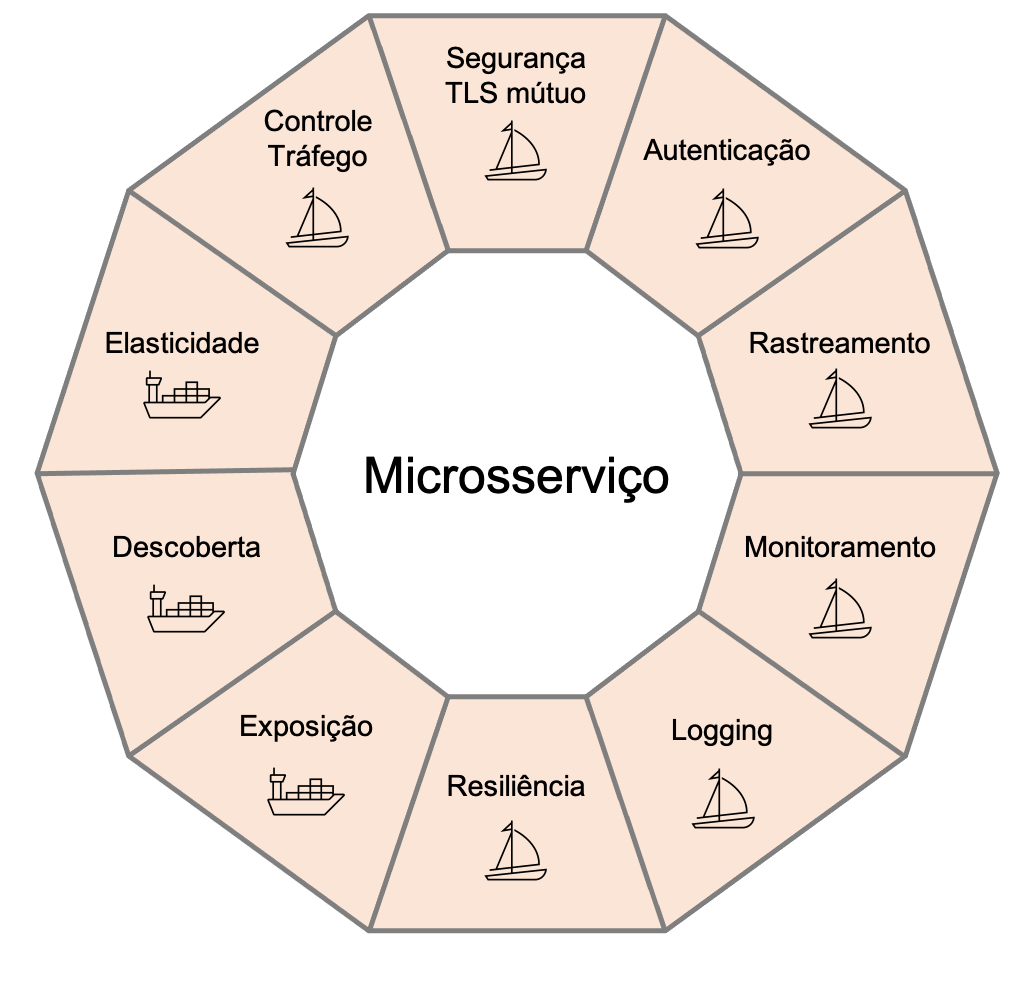 Segurança
TLS mútuo
Controle
Tráfego
Autenticação
Elasticidade
Rastreamento
Microsserviço
Descoberta
Monitoramento
Exposição
Logging
Resiliência